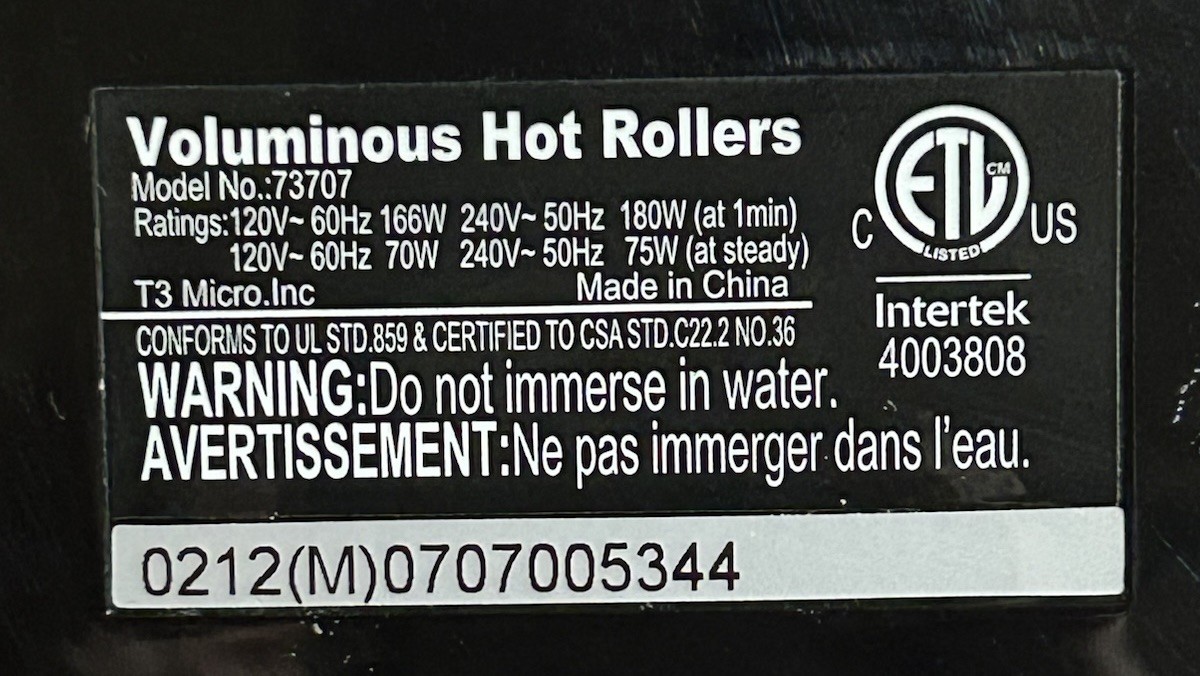 Voluminous Hot Rollers
Model No.:73707
Ratings:120V~ 60Hz 166W 240V~ 50Hz 180W (at 1min)
120V~ 60Hz 70W 240V~ 50Hz 75W (at steady)
T3 Micro.Inc Made in China
CONFORMS TO UL STD.859 & CERTIFIED TO CSA STD.C22.2 NO.36
WARNING:Do not immerse in water.
AVERTISSEMENT:Ne pas immerger dans l'eau.
ETL CM
C US
LISTED
Intertek
4003808
0212(M)0707005344